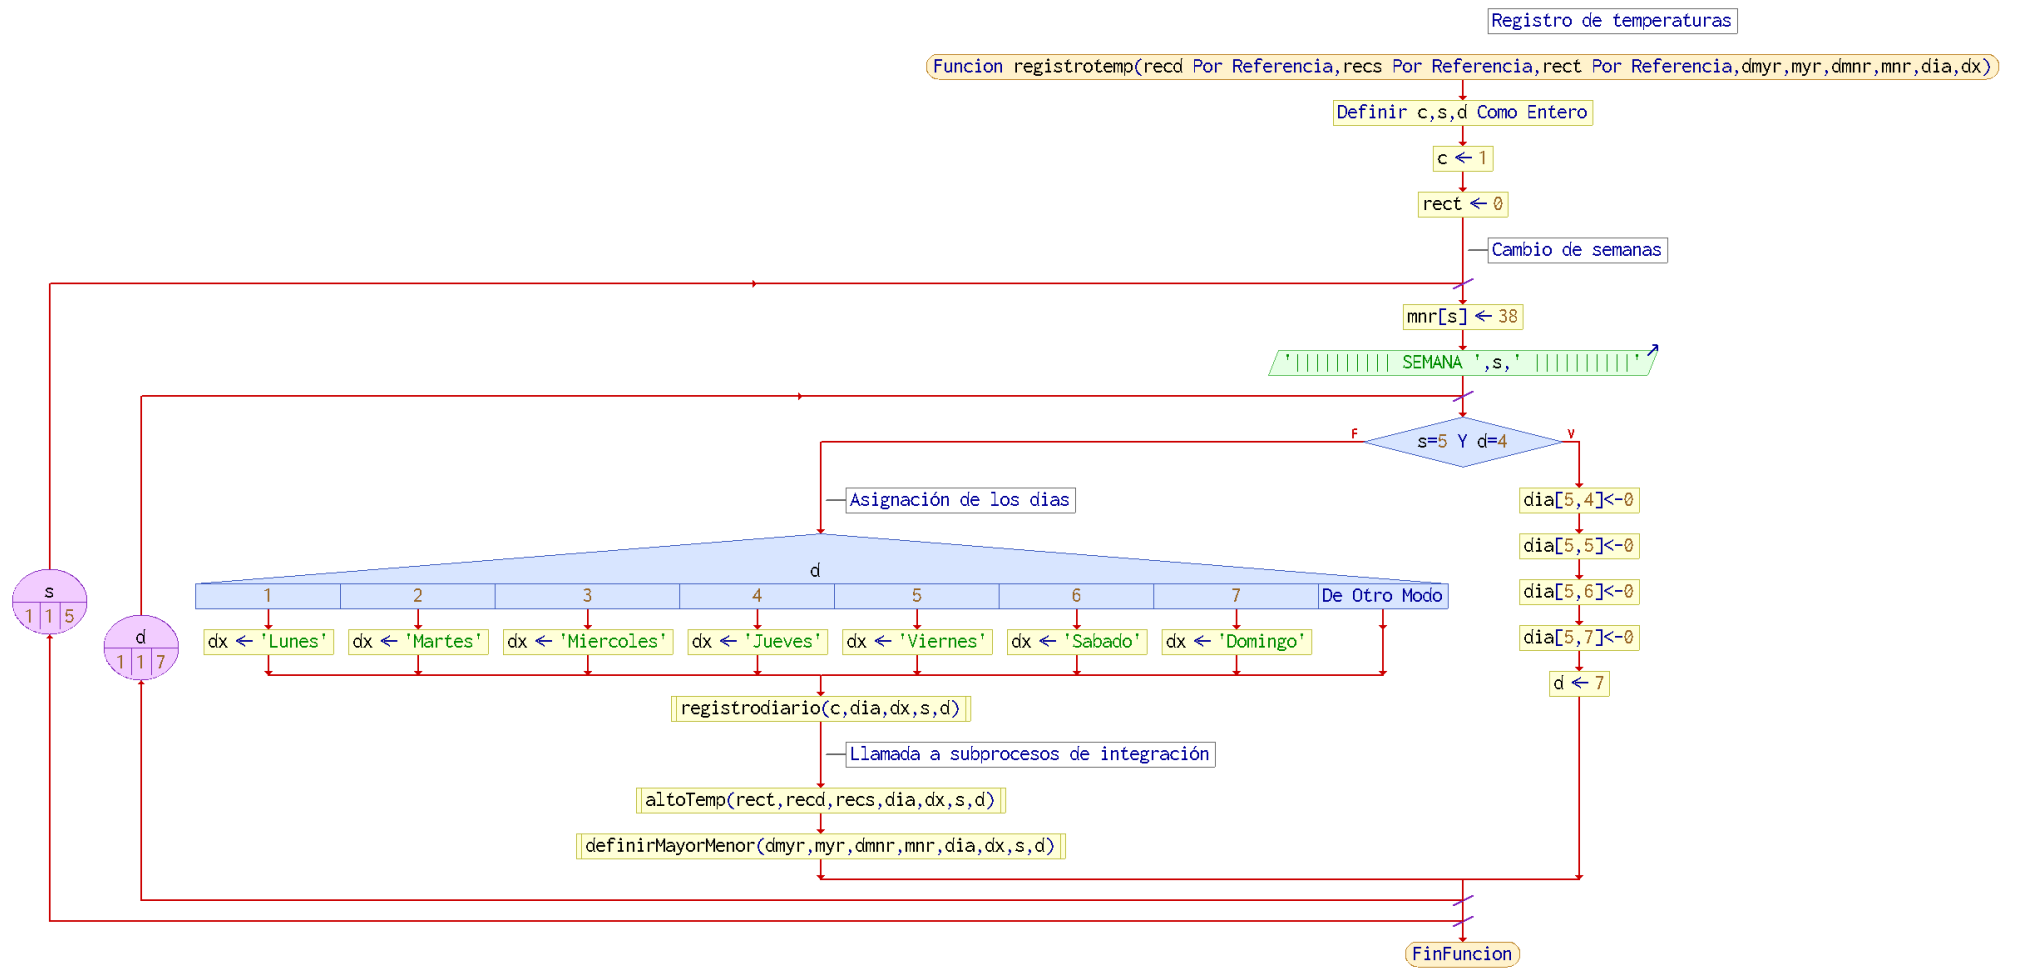 Registro de temperaturas
Funcion registrotemp(recd Por Referencia,recs Por Referencia,rect Por Referencia,dmyr,myr,dmnr,mnr,dia,dx)
Definir c,s,d Como Entero
c ← 1
rect ← 0
Cambio de semanas
mnr[s] ← 38
'|||||||||| SEMANA ',s,' ||||||||||'
F
s=5 Y d=4
V
Asignación de los dias
dia[5,4]<-0
dia[5,5]<-0
dia[5,6]<-0
dia[5,7]<-0
d ← 7
s
1 1 5
d
1 1 7
d
1 2 3 4 5 6 7 De Otro Modo
dx ← 'Lunes'
dx ← 'Martes'
dx ← 'Miercoles'
dx ← 'Jueves'
dx ← 'Viernes'
dx ← 'Sabado'
dx ← 'Domingo'
registrodiario(c,dia,dx,s,d)
Llamada a subprocesos de integración
altoTemp(rect,recd,recs,dia,dx,s,d)
definirMayorMenor(dmyr,myr,dmnr,mnr,dia,dx,s,d)
FinFuncion